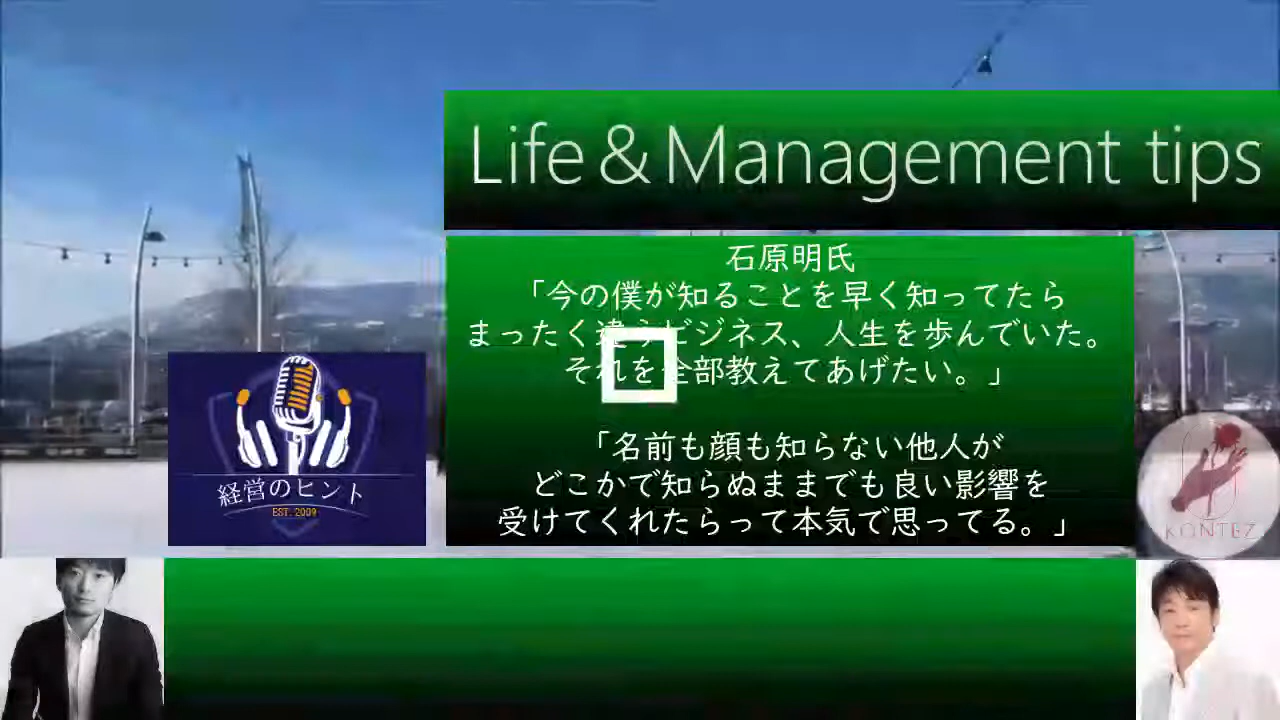 Life & Management tips
石原明氏
「今の僕が知ることを早く知ってたら
まったく違うビジネス、人生を歩んでいた。
それを全部教えてあげたい。」
「名前も顔も知らない他人が
どこかで知らぬままでも良い影響を
受けてくれたらって本気で思ってる。」
経営のヒント
EST. 2009
KONTEZ